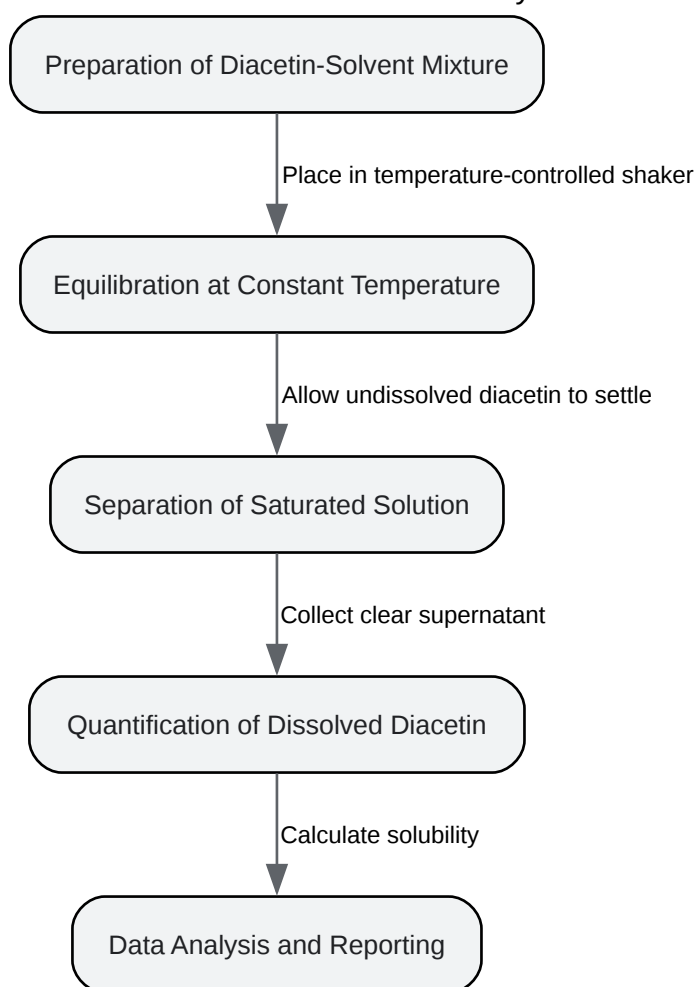 Preparation of Diacetin-Solvent Mixture
Place in temperature-controlled shaker
Equilibration at Constant Temperature
Allow undissolved diacetin to settle
Separation of Saturated Solution
Collect clear supernatant
Quantification of Dissolved Diacetin
Calculate solubility
Data Analysis and Reporting